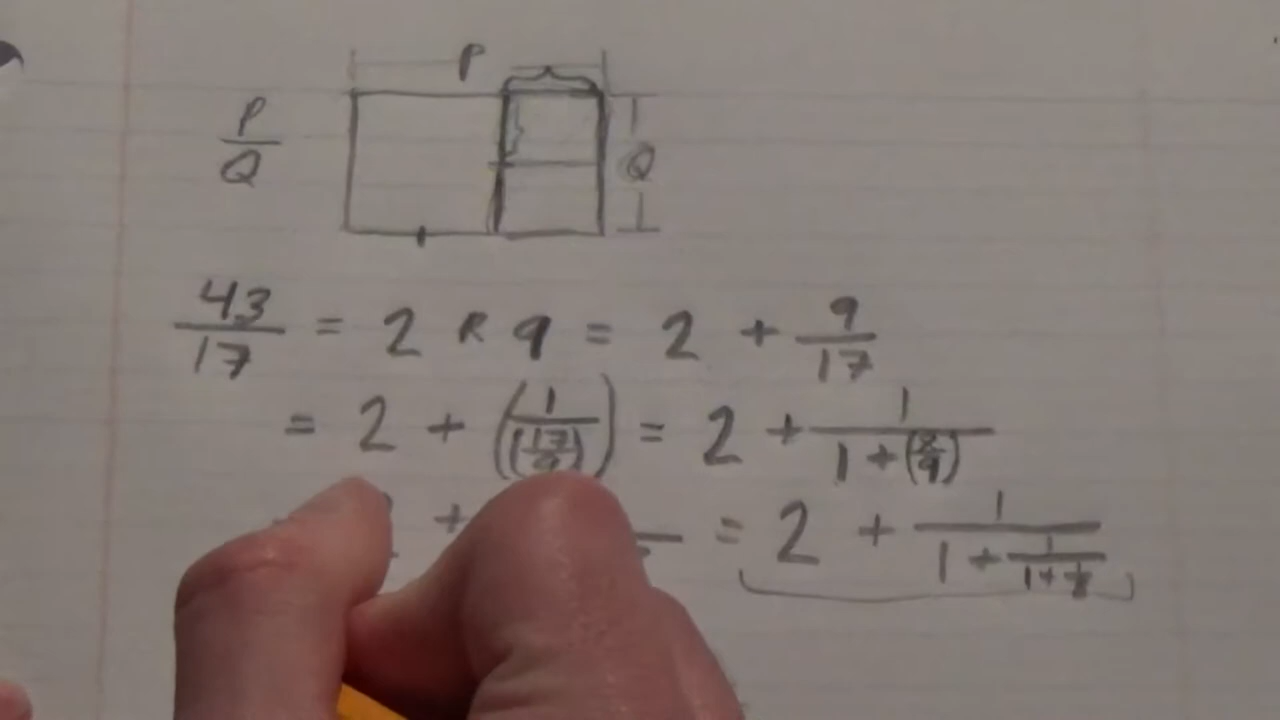 P
P/Q Q
43/17 = 2 R 9 = 2 + 9/17
= 2 + (1/(17/9)) = 2 + 1/(1 + (8/9))
+ = 2 + 1/(1 + 1/(1 + 1/8))